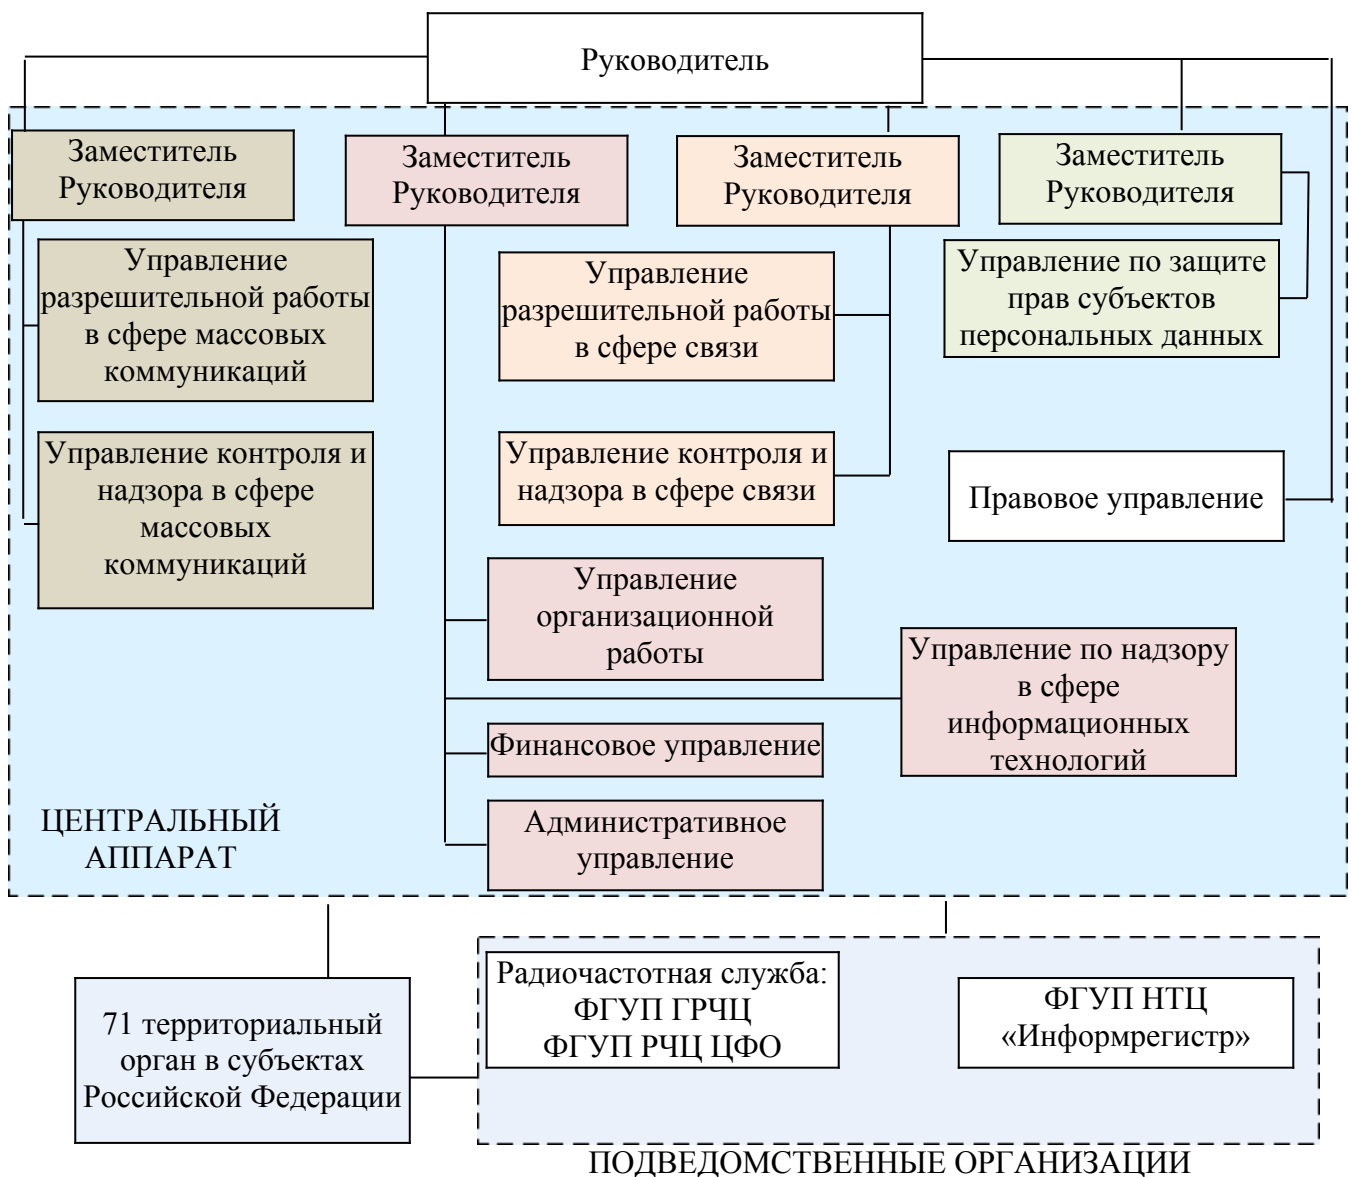 Руководитель
Заместитель
Руководителя
Заместитель
Руководителя
Заместитель
Руководителя
Заместитель
Руководителя
Управление
разрешительной работы
в сфере массовых
коммуникаций
Управление
разрешительной работы
в сфере связи
Управление по защите
прав субъектов
персональных данных
Управление контроля и
надзора в сфере
массовых
коммуникаций
Управление контроля и
надзора в сфере связи
Правовое управление
Управление
организационной
работы
Управление по надзору
в сфере
информационных
технологий
Финансовое управление
Административное
управление
ЦЕНТРАЛЬНЫЙ
АППАРАТ
71 территориальный
орган в субъектах
Российской Федерации
Радиочастотная служба:
ФГУП ГРЧЦ
ФГУП РЧЦ ЦФО
ФГУП НТЦ
«Информрегистр»
ПОДВЕДОМСТВЕННЫЕ ОРГАНИЗАЦИИ